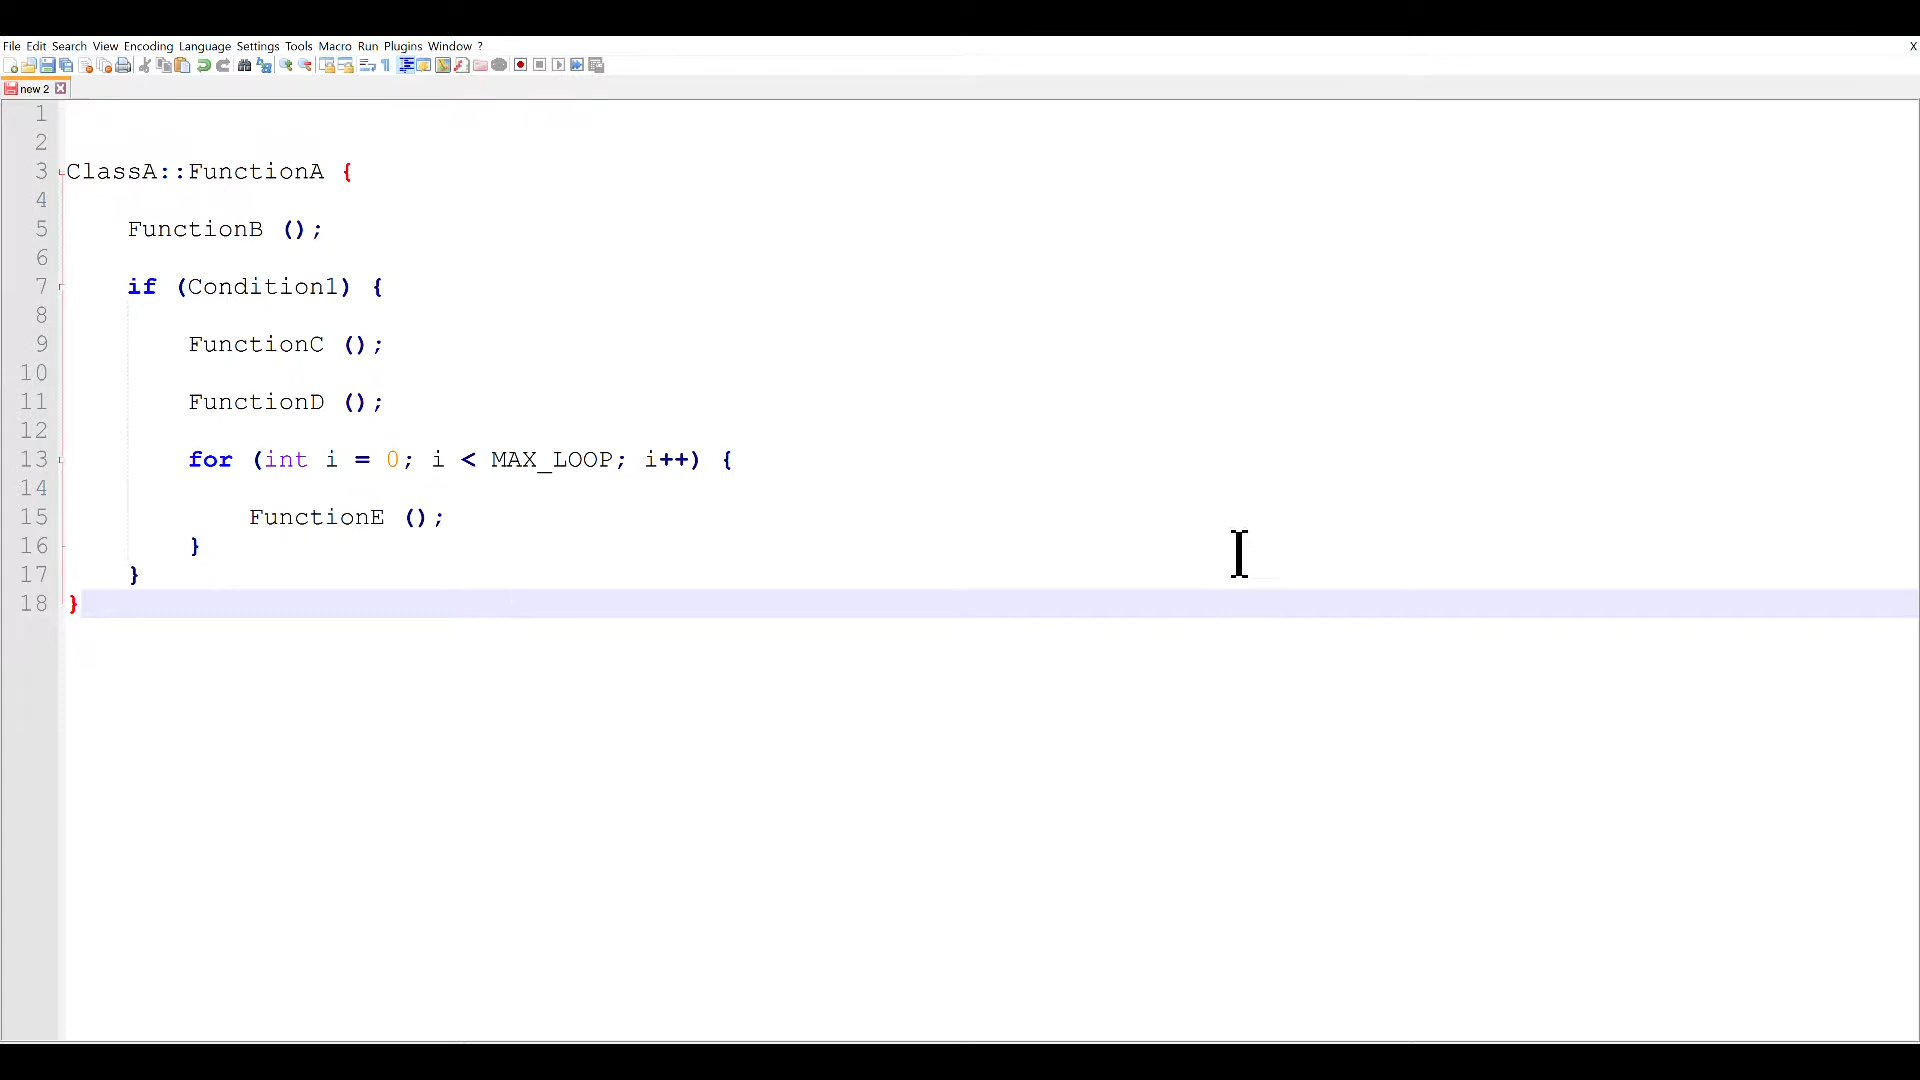 File Edit Search View Encoding Language Settings Tools Macro Run Plugins Window ? X
new 2
1
2
3 ClassA::FunctionA {
4
5 FunctionB ();
6
7 if (Condition1) {
8
9 FunctionC ();
10
11 FunctionD ();
12
13 for (int i = 0; i < MAX_LOOP; i++) {
14
15 FunctionE ();
16 }
17 }
18 }